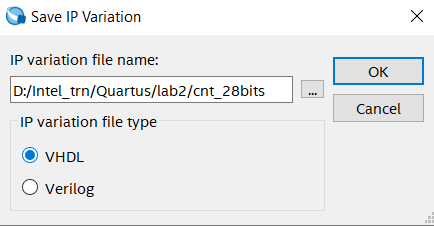 Save IP Variation
IP variation file name:
D:/Intel_trn/Quartus/lab2/cnt_28bits
...
OK
Cancel
IP variation file type
VHDL
Verilog